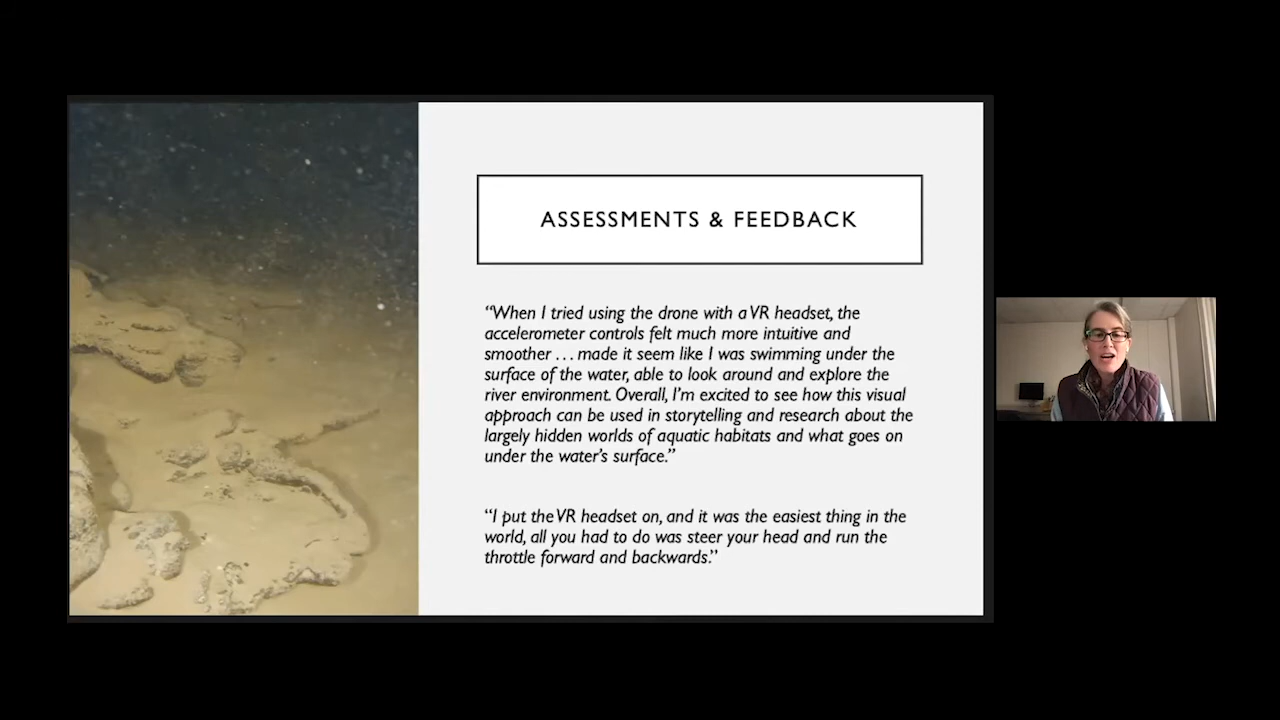 ASSESSMENTS & FEEDBACK
“When I tried using the drone with a VR headset, the
accelerometer controls felt much more intuitive and
smoother . . . made it seem like I was swimming under the
surface of the water, able to look around and explore the
river environment. Overall, I’m excited to see how this visual
approach can be used in storytelling and research about the
largely hidden worlds of aquatic habitats and what goes on
under the water’s surface.”
“I put the VR headset on, and it was the easiest thing in the
world, all you had to do was steer your head and run the
throttle forward and backwards.”